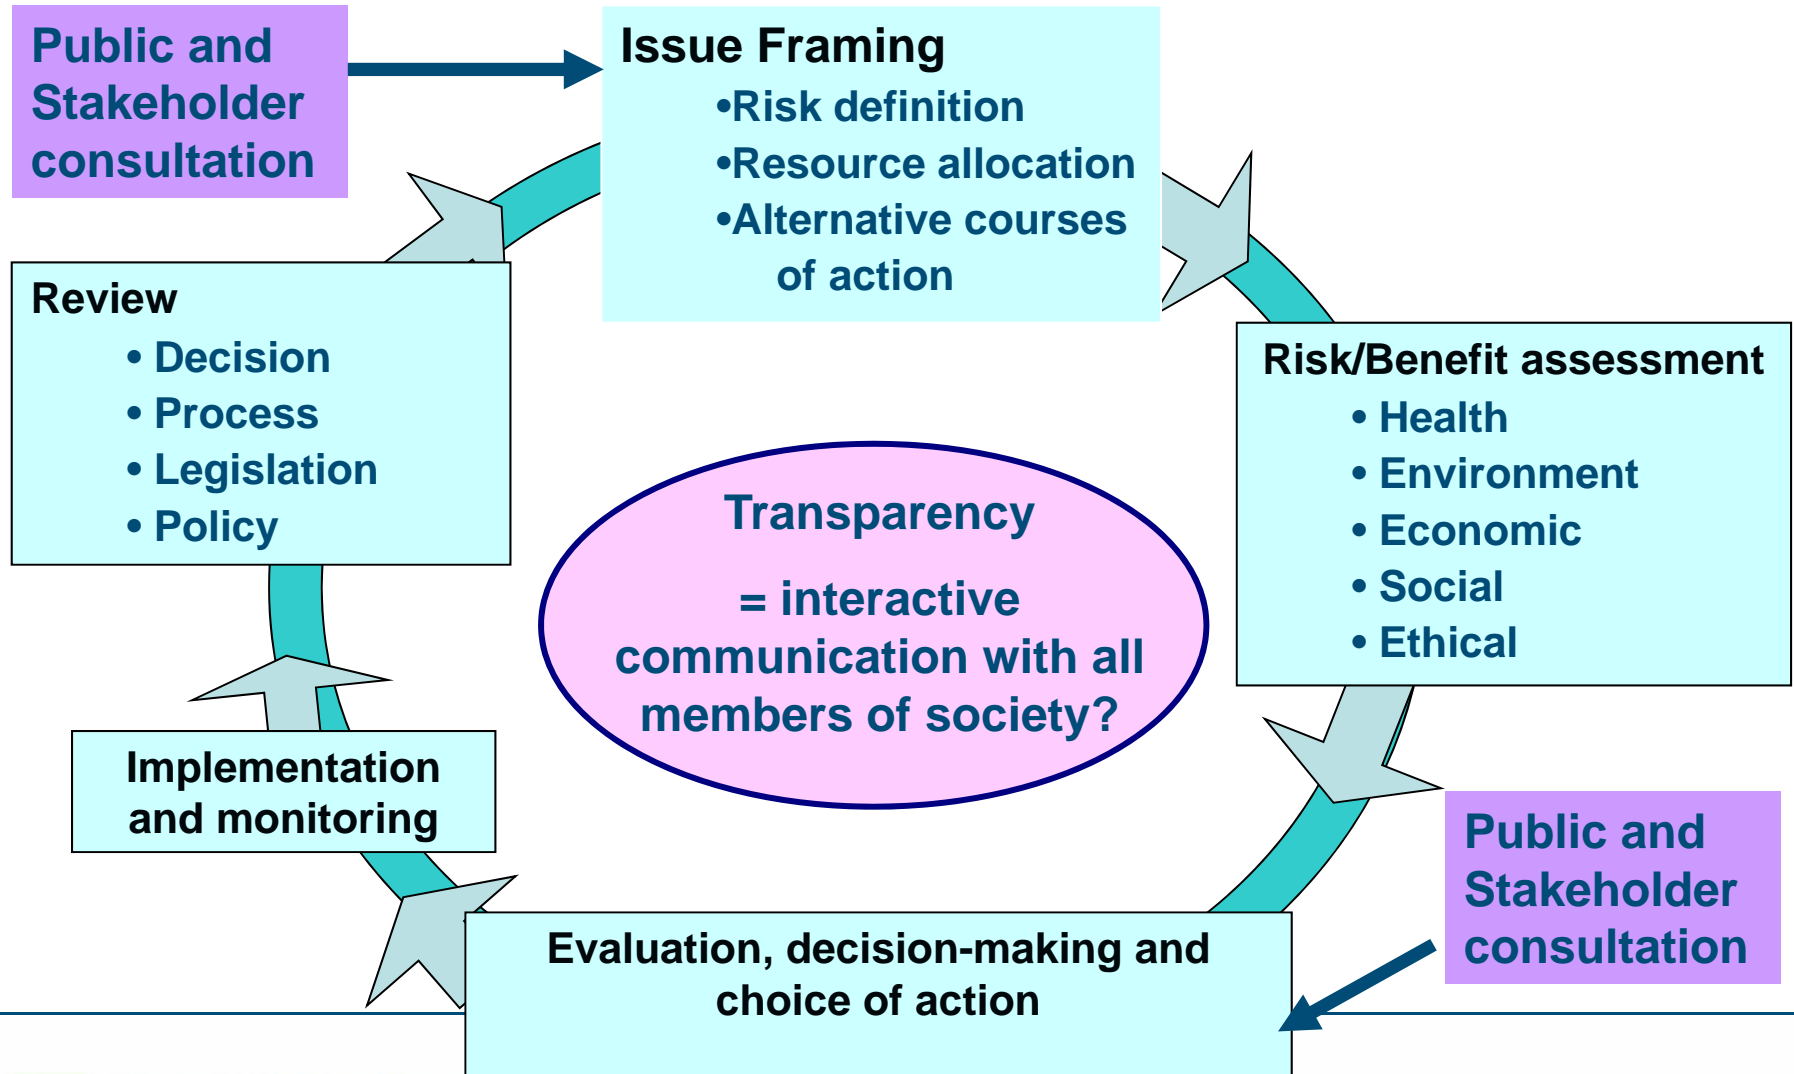 Public and
Stakeholder
consultation
Issue Framing
•Risk definition
•Resource allocation
•Alternative courses
of action
Review
• Decision
• Process
• Legislation
• Policy
Risk/Benefit assessment
• Health
• Environment
• Economic
• Social
• Ethical
Transparency
= interactive
communication with all
members of society?
Implementation
and monitoring
Public and
Stakeholder
consultation
Evaluation, decision-making and
choice of action